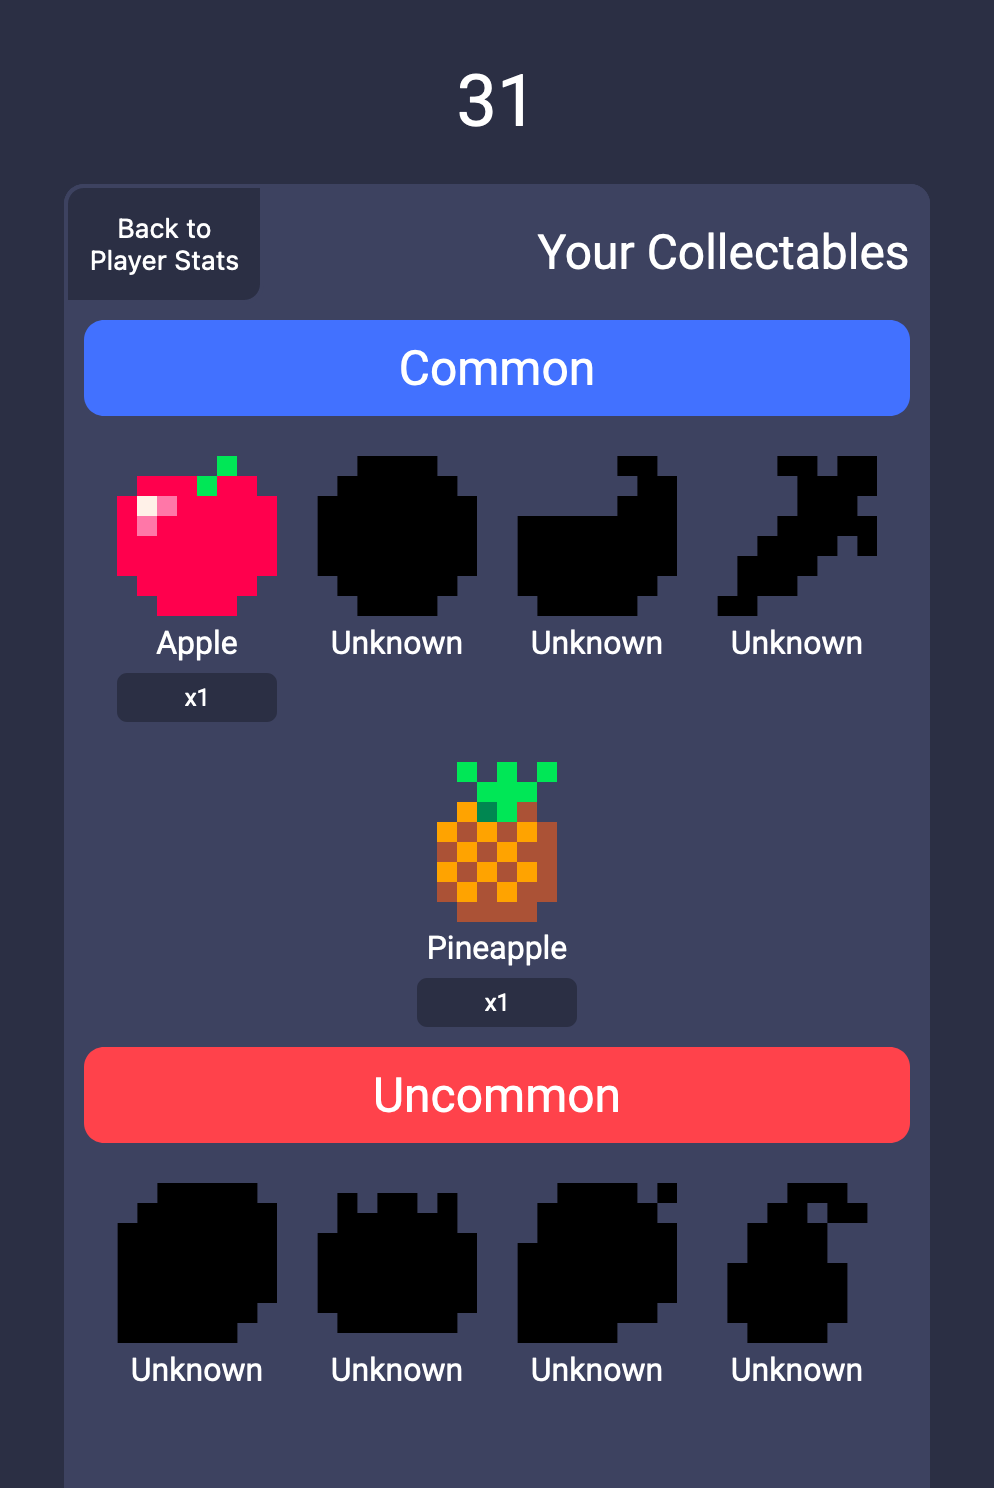 31
Back to
Player Stats
Your Collectables
Common
Apple
Unknown
Unknown
Unknown
x1
Pineapple
x1
Uncommon
Unknown
Unknown
Unknown
Unknown